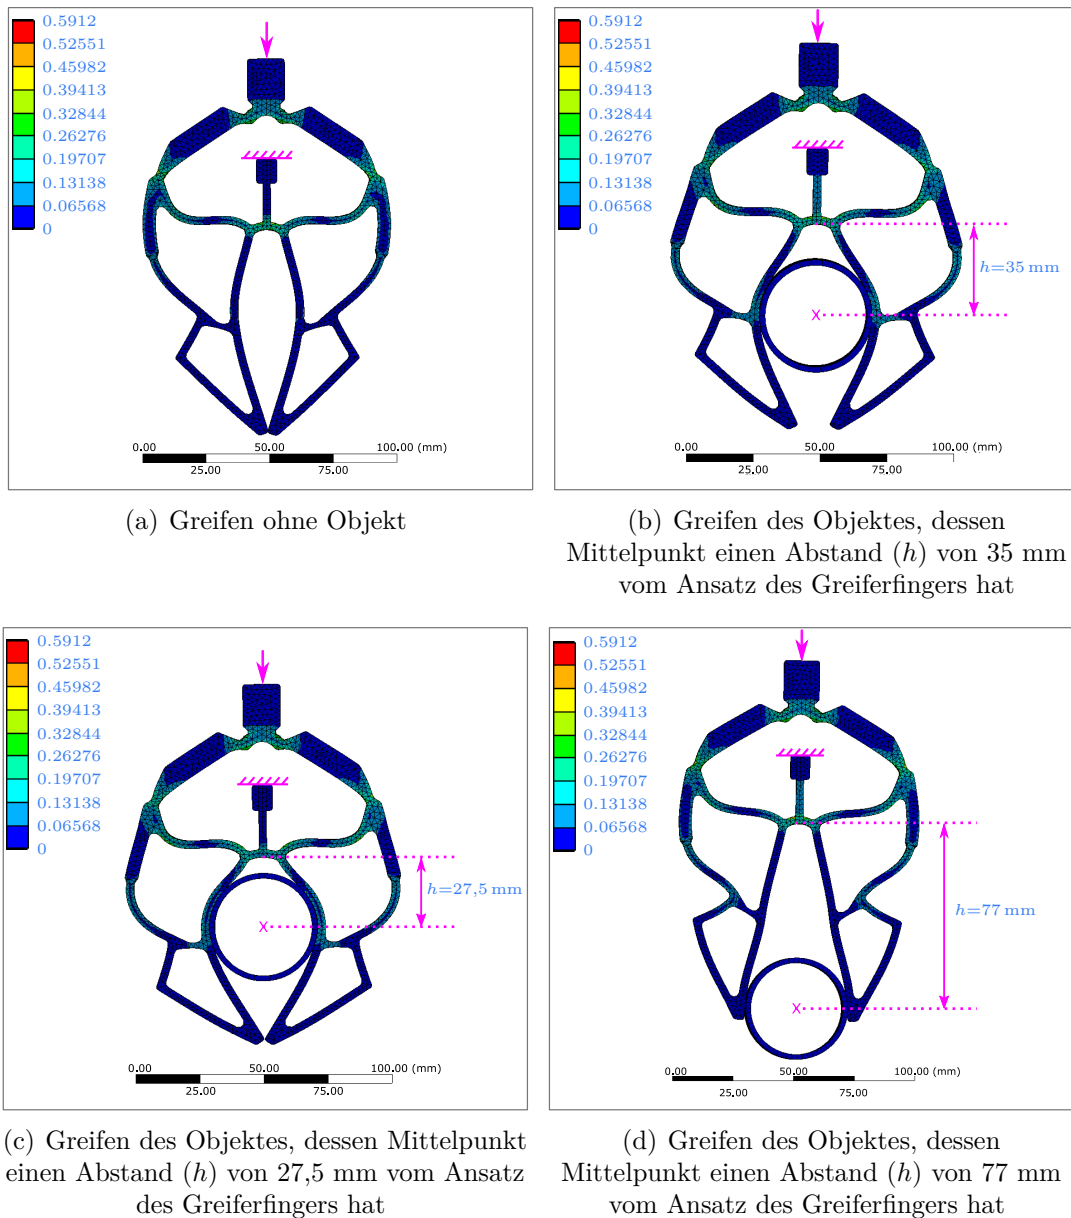 0.5912
0.52551
0.45982
0.39413
0.32844
0.26276
0.19707
0.13138
0.06568
0
0.00 50.00 100.00 (mm)
25.00 75.00
(a) Greifen ohne Objekt
0.5912
0.52551
0.45982
0.39413
0.32844
0.26276
0.19707
0.13138
0.06568
0
h=35 mm
x
0.00 50.00 100.00 (mm)
25.00 75.00
(b) Greifen des Objektes, dessen
Mittelpunkt einen Abstand (h) von 35 mm
vom Ansatz des Greiferfingers hat
0.5912
0.52551
0.45982
0.39413
0.32844
0.26276
0.19707
0.13138
0.06568
0
h=27,5 mm
x
0.00 50.00 100.00 (mm)
25.00 75.00
(c) Greifen des Objektes, dessen Mittelpunkt
einen Abstand (h) von 27,5 mm vom Ansatz
des Greiferfingers hat
0.5912
0.52551
0.45982
0.39413
0.32844
0.26276
0.19707
0.13138
0.06568
0
h=77 mm
x
0.00 50.00 100.00 (mm)
25.00 75.00
(d) Greifen des Objektes, dessen
Mittelpunkt einen Abstand (h) von 77 mm
vom Ansatz des Greiferfingers hat